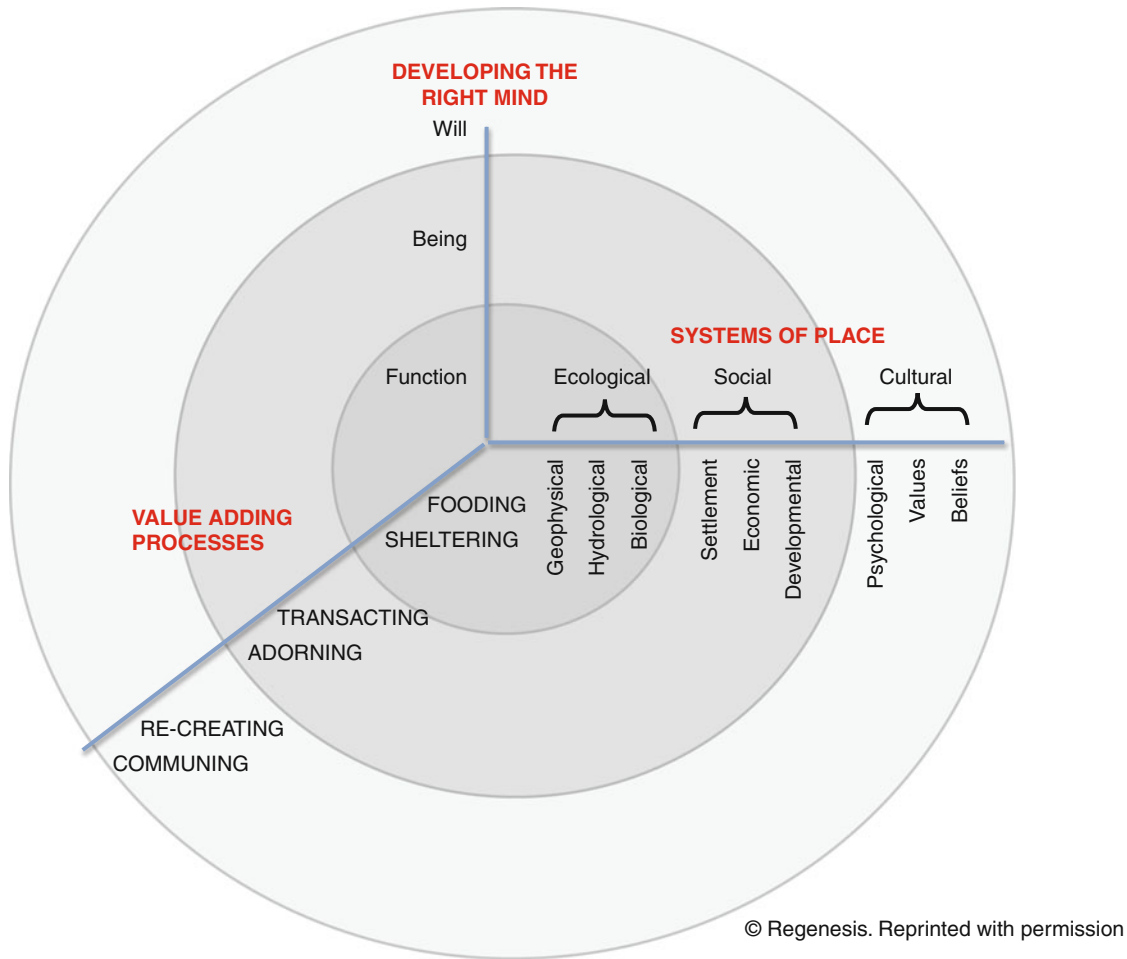 DEVELOPING THE
RIGHT MIND
Will
Being
SYSTEMS OF PLACE
Function
Ecological
Social
Cultural
Geophysical
Hydrological
Biological
Settlement
Economic
Developmental
Psychological
Values
Beliefs
FOODING
SHELTERING
VALUE ADDING
PROCESSES
TRANSACTING
ADORNING
RE-CREATING
COMMUNING
© Regenesis. Reprinted with permission